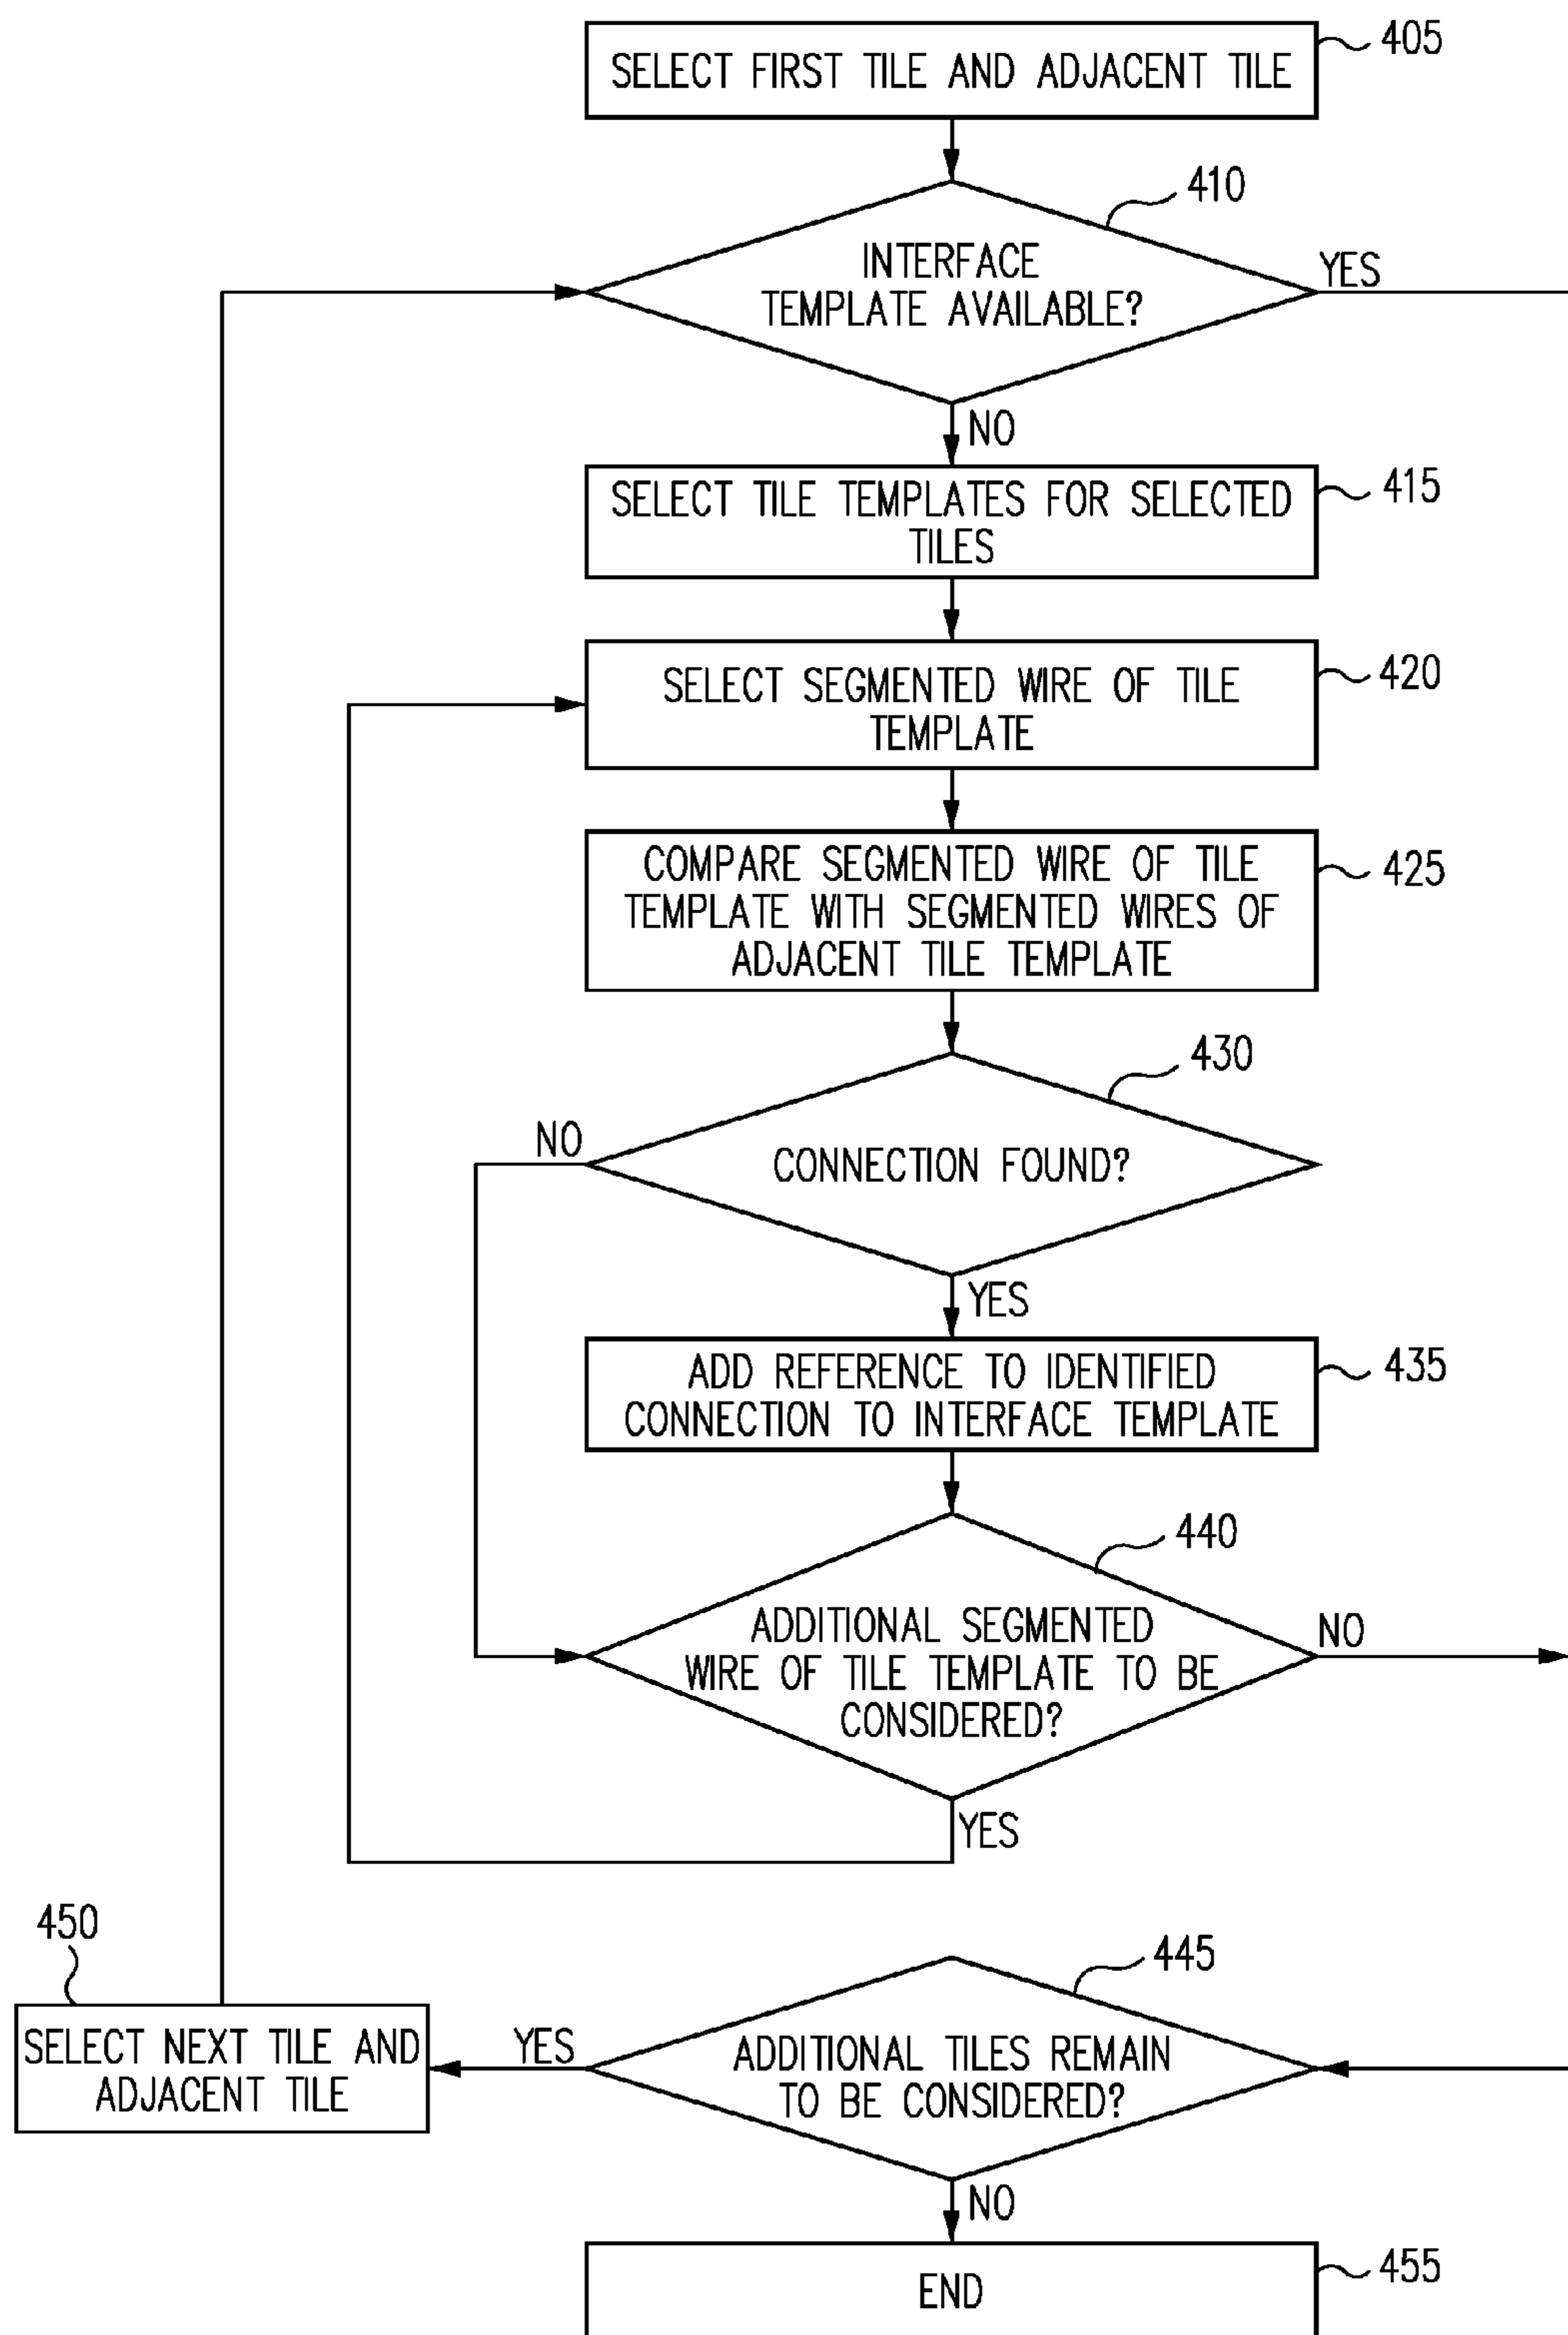 SELECT FIRST TILE AND ADJACENT TILE
405
410
INTERFACE
TEMPLATE AVAILABLE?
YES
NO
SELECT TILE TEMPLATES FOR SELECTED
TILES
415
SELECT SEGMENTED WIRE OF TILE
TEMPLATE
420
COMPARE SEGMENTED WIRE OF TILE
TEMPLATE WITH SEGMENTED WIRES OF
ADJACENT TILE TEMPLATE
425
430
NO
CONNECTION FOUND?
YES
ADD REFERENCE TO IDENTIFIED
CONNECTION TO INTERFACE TEMPLATE
435
440
ADDITIONAL SEGMENTED
WIRE OF TILE TEMPLATE TO BE
CONSIDERED?
NO
YES
450
SELECT NEXT TILE AND
ADJACENT TILE
YES
445
ADDITIONAL TILES REMAIN
TO BE CONSIDERED?
NO
END
455